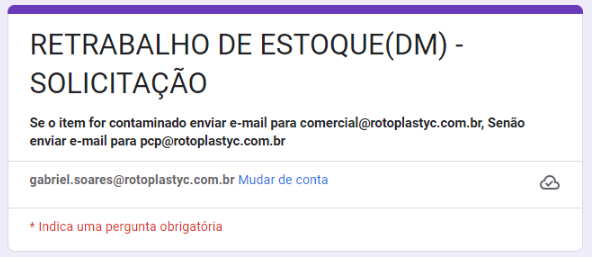 RETRABALHO DE ESTOQUE(DM) -
SOLICITAÇÃO
Se o item for contaminado enviar e-mail para comercial@rotoplastyc.com.br, Senão
enviar e-mail para pcp@rotoplastyc.com.br
gabriel.soares@rotoplastyc.com.br Mudar de conta
* Indica uma pergunta obrigatória